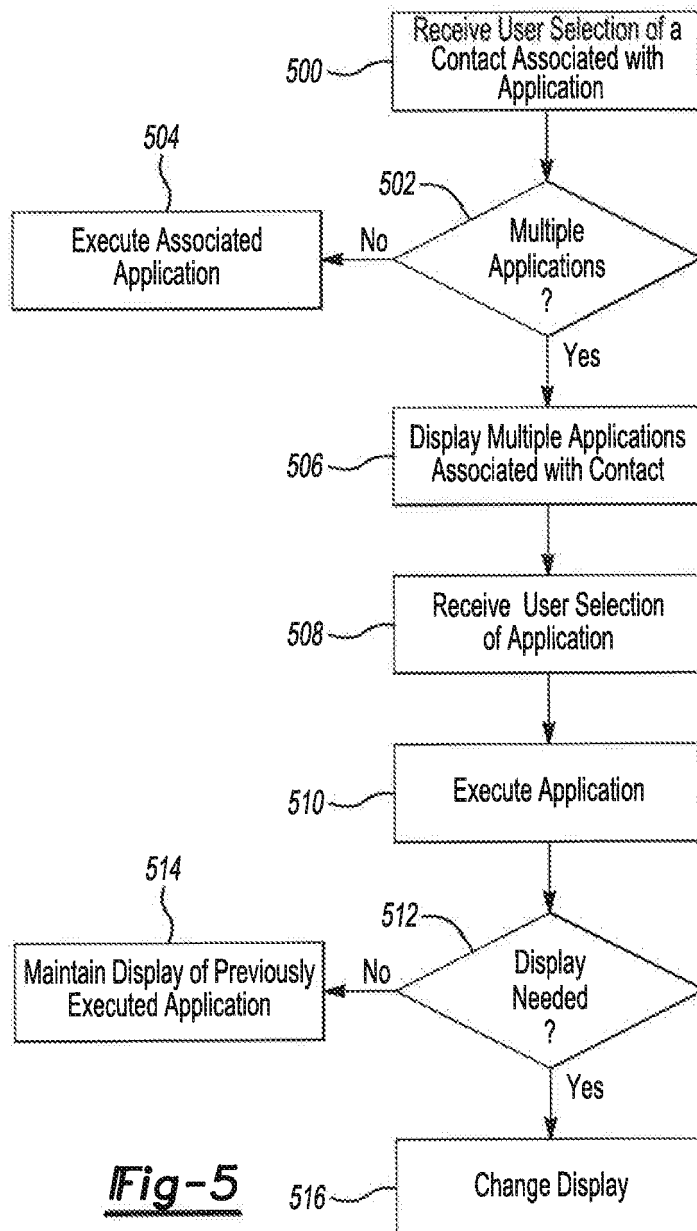 Receive User Selection of a
Contact Associated with
Application
500
504
502
Execute Associated
Application
No
Multiple
Applications
?
Yes
506
Display Multiple Applications
Associated with Contact
508
Receive User Selection
of Application
510
Execute Application
514
512
Maintain Display of Previously
Executed Application
No
Display
Needed
?
Yes
Fig-5
516
Change Display